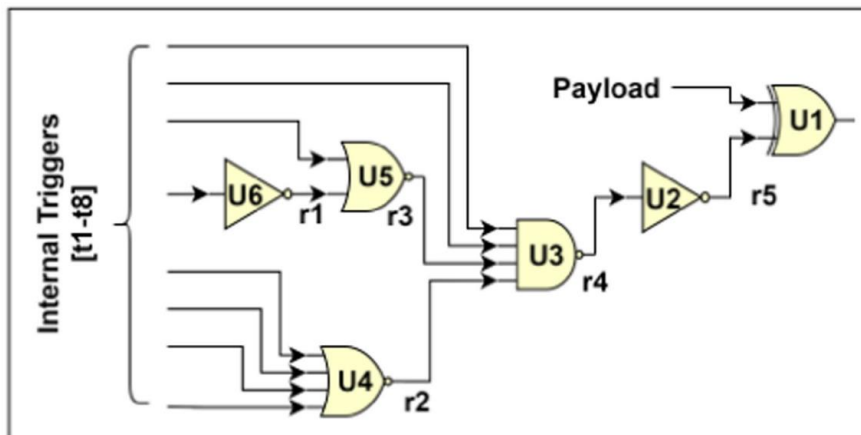 Internal Triggers
[t1-t8]
Payload
U1
U6
r1
U5
r3
U2
r5
U3
r4
U4
r2